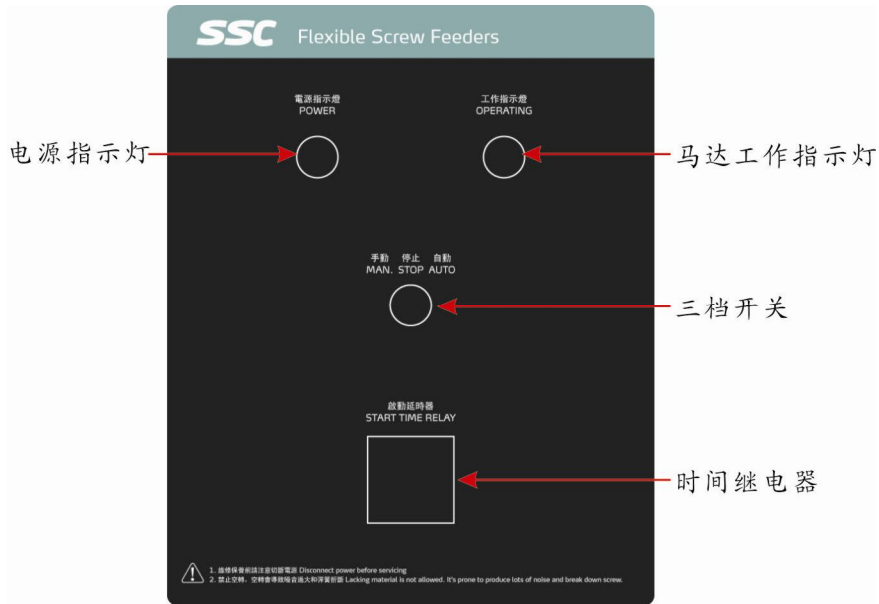 SSC Flexible Screw Feeders
電源指示燈
POWER
工作指示燈
OPERATING
电源指示灯
马达工作指示灯
手動 停止 自動
MAN. STOP AUTO
三档开关
啟動延時器
START TIME RELAY
时间继电器
1. 維修保養前請注意切斷電源 Disconnect power before servicing
2. 禁止空轉，空轉會導致噪音過大和彈簧折斷 Lacking material is not allowed. It's prone to produce lots of noise and break down screw.